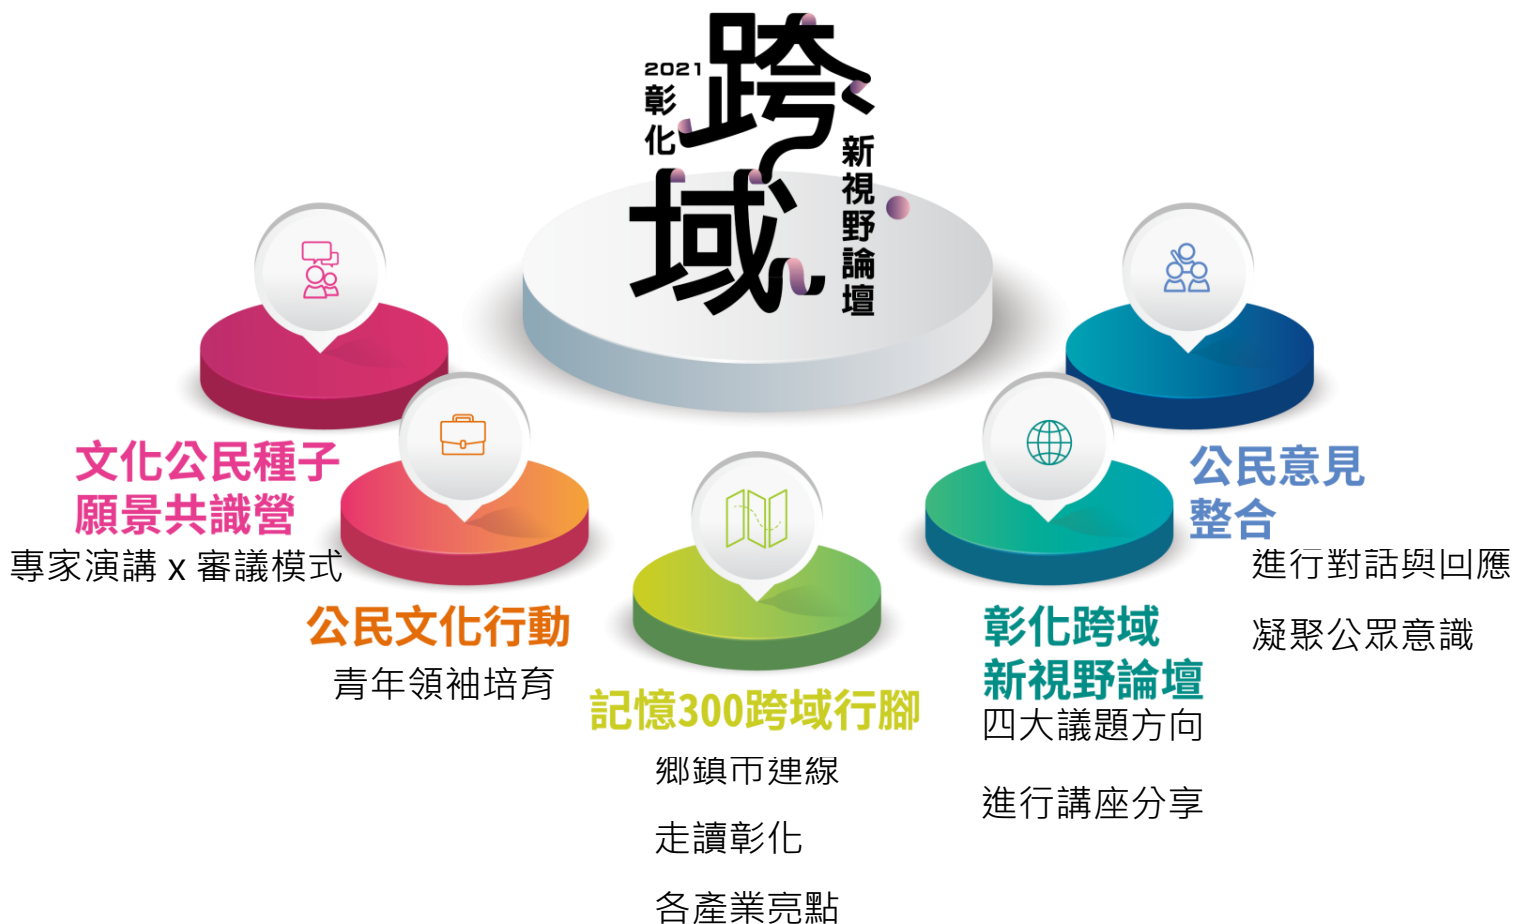 2021
彰化
跨域
新視野論壇
文化公民種子
願景共識營
專家演講 x 審議模式
公民文化行動
青年領袖培育
記憶300跨域行腳
鄉鎮市連線
走讀彰化
各產業亮點
彰化跨域
新視野論壇
四大議題方向
進行講座分享
公民意見
整合
進行對話與回應
凝聚公眾意識